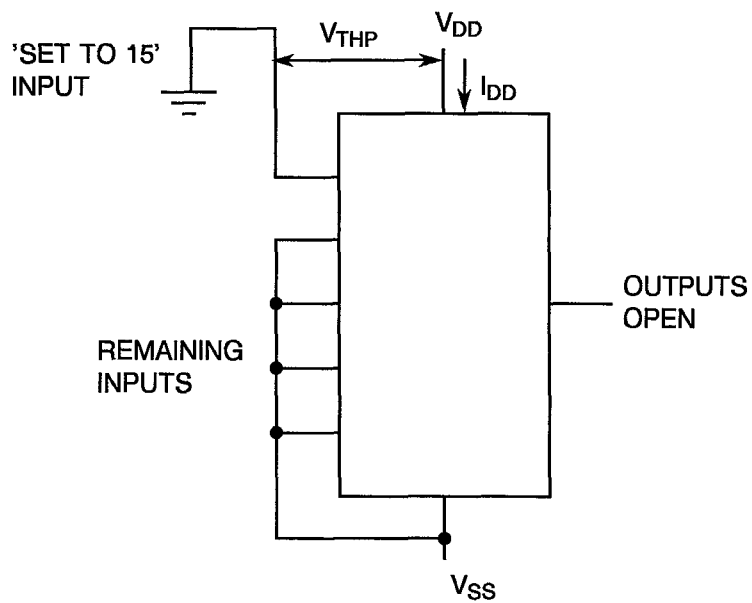 'SET TO 15'
INPUT
VTHP
VDD
IDD
OUTPUTS
OPEN
REMAINING
INPUTS
VSS